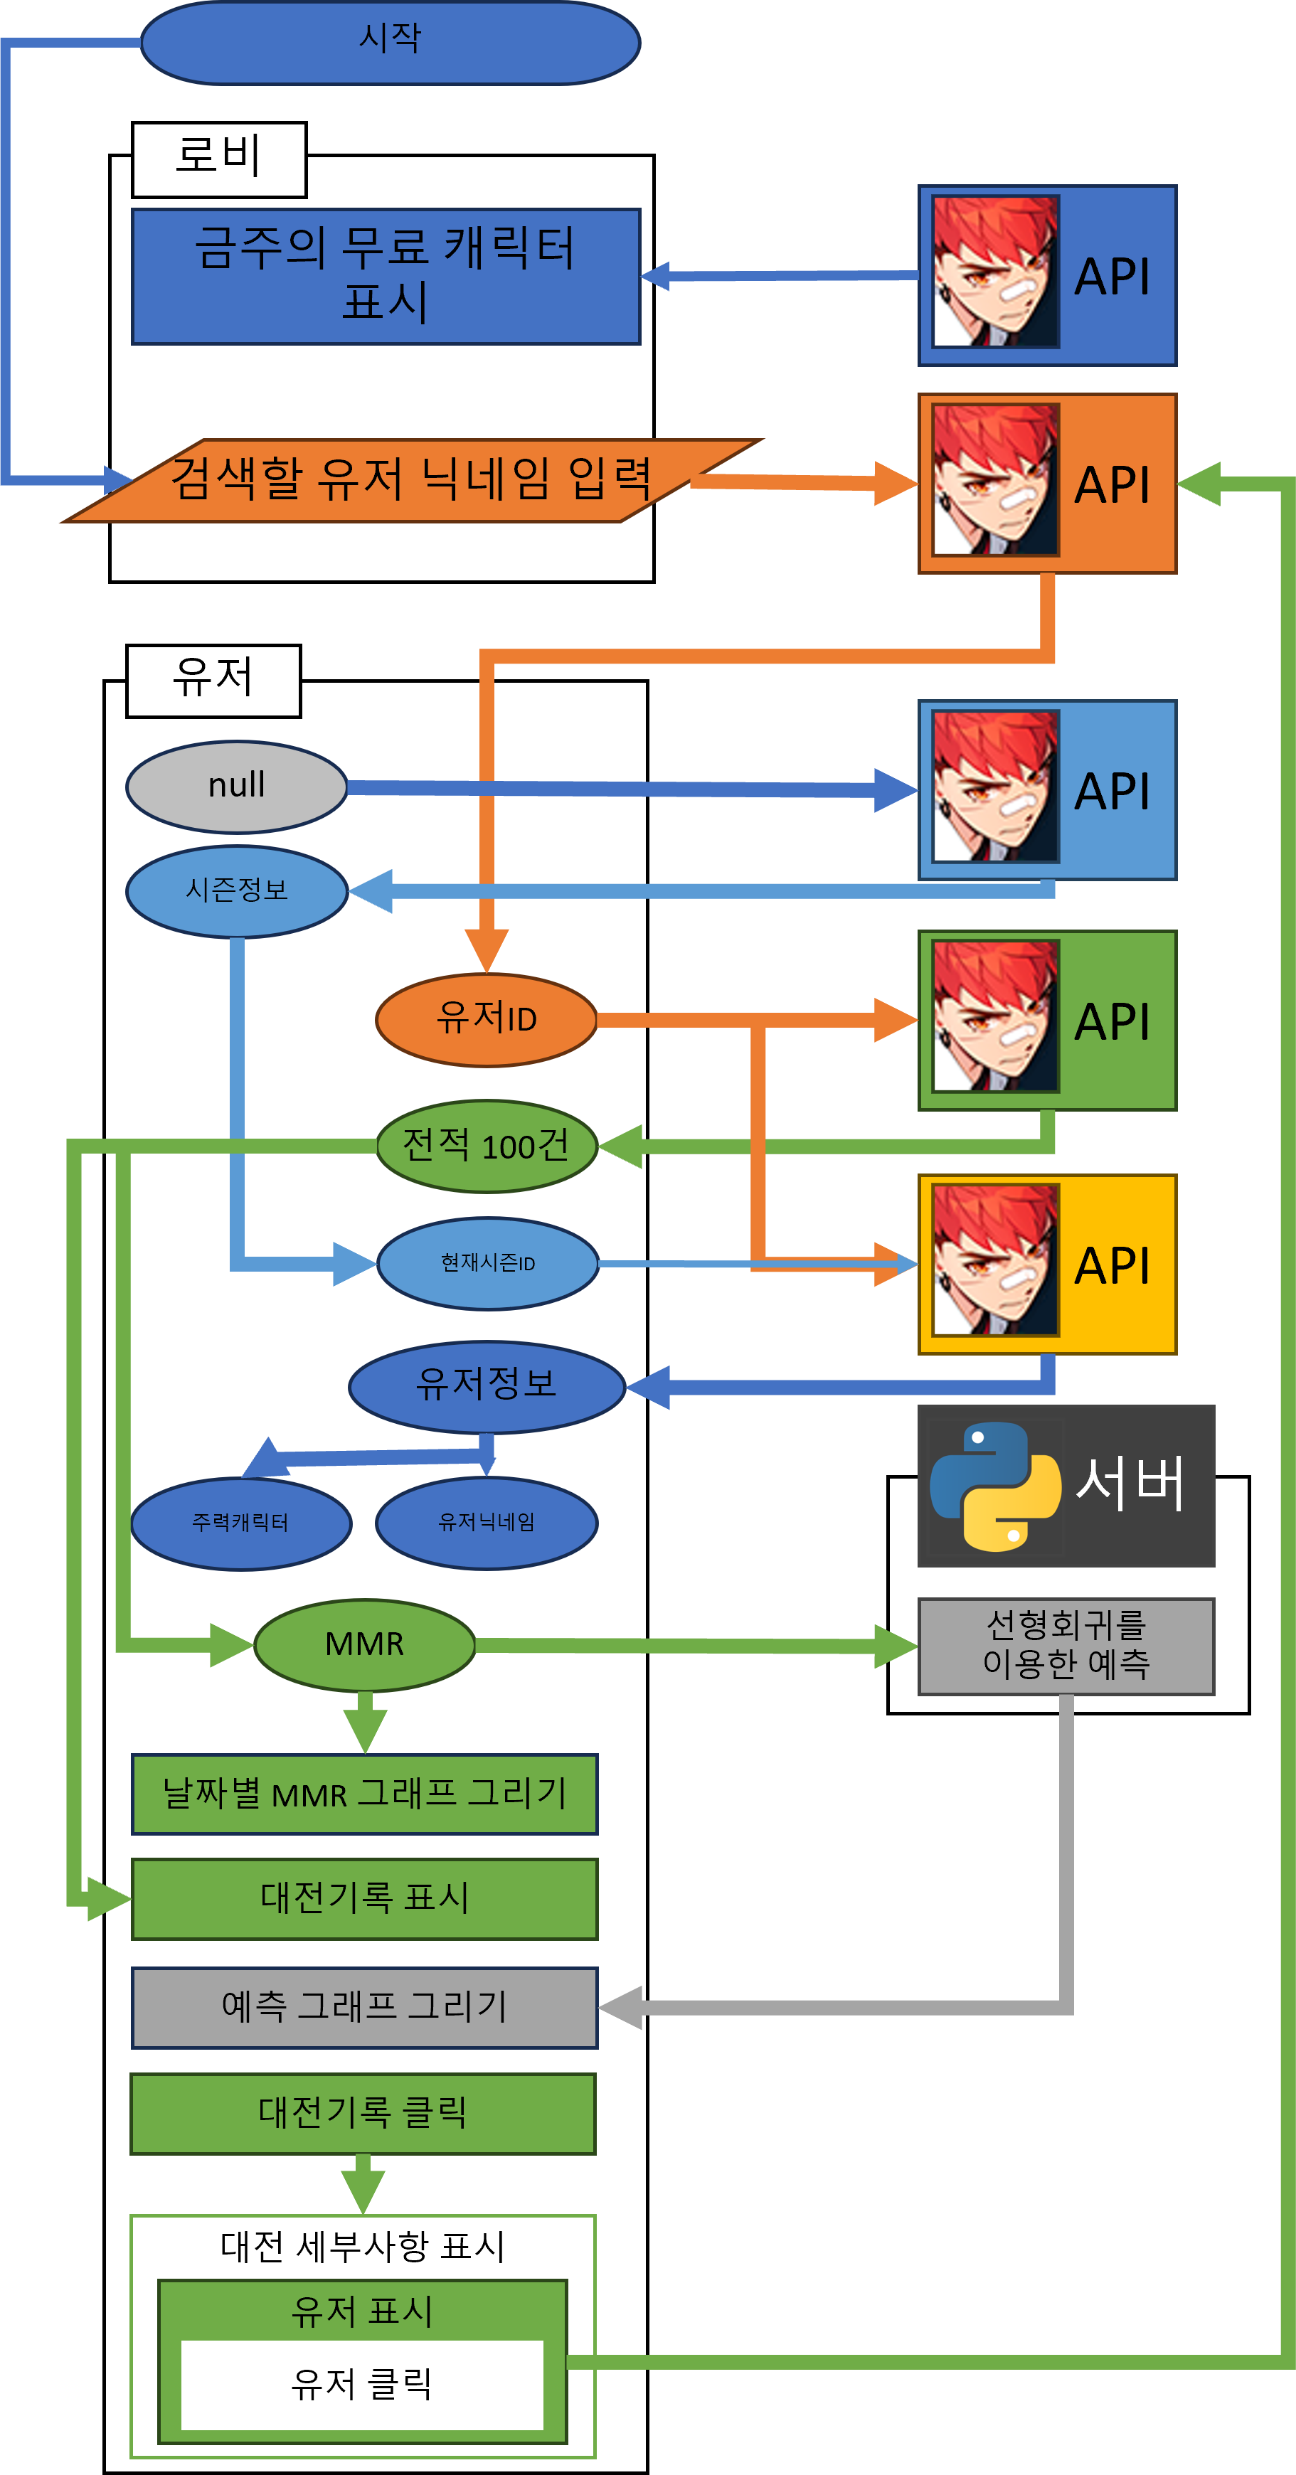 시작
로비
금주의 무료 캐릭터
표시
API
검색할 유저 닉네임 입력
API
유저
null
API
시즌정보
유저ID
API
전적 100건
현재시즌ID
API
유저정보
서버
주력캐릭터
유저닉네임
MMR
선형회귀를
이용한 예측
날짜별 MMR 그래프 그리기
대전기록 표시
예측 그래프 그리기
대전기록 클릭
대전 세부사항 표시
유저 표시
유저 클릭